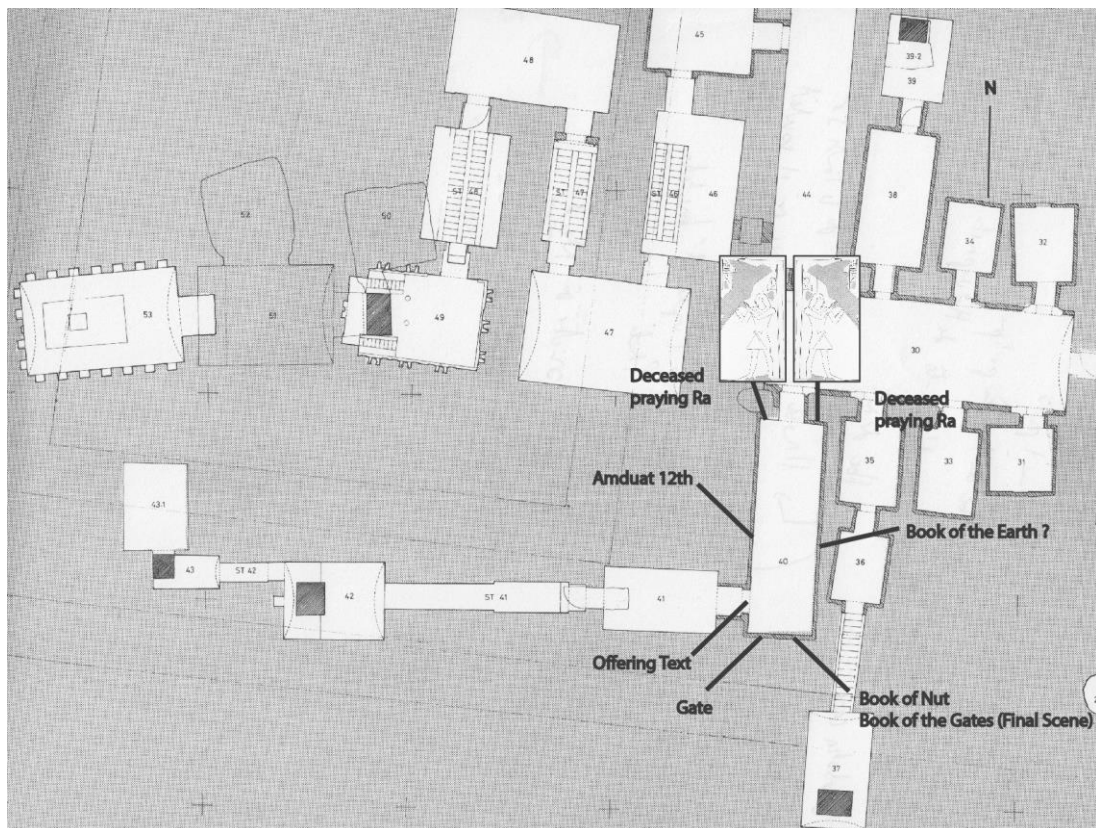 48
45
39-2
39
N
52
50
ST 48
ST 47
ST 46
46
44
38
34
32
53
51
49
47
30
Deceased
praying Ra
Deceased
praying Ra
35
33
31
Amduat 12th
Book of the Earth ?
43-1
40
36
43
ST 42
42
ST 41
41
Offering Text
Gate
Book of Nut
Book of the Gates (Final Scene)
37